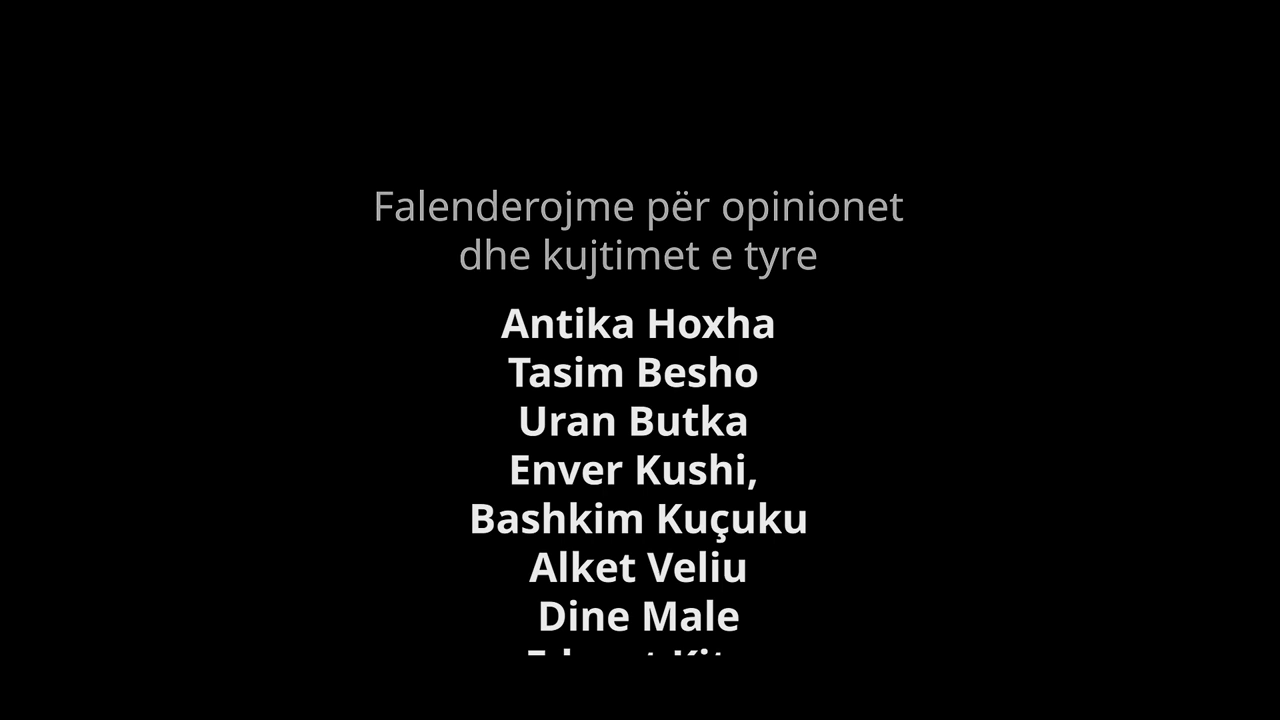 Falenderojme për opinionet
dhe kujtimet e tyre
Antika Hoxha
Tasim Besho
Uran Butka
Enver Kushi,
Bashkim Kuçuku
Alket Veliu
Dine Male